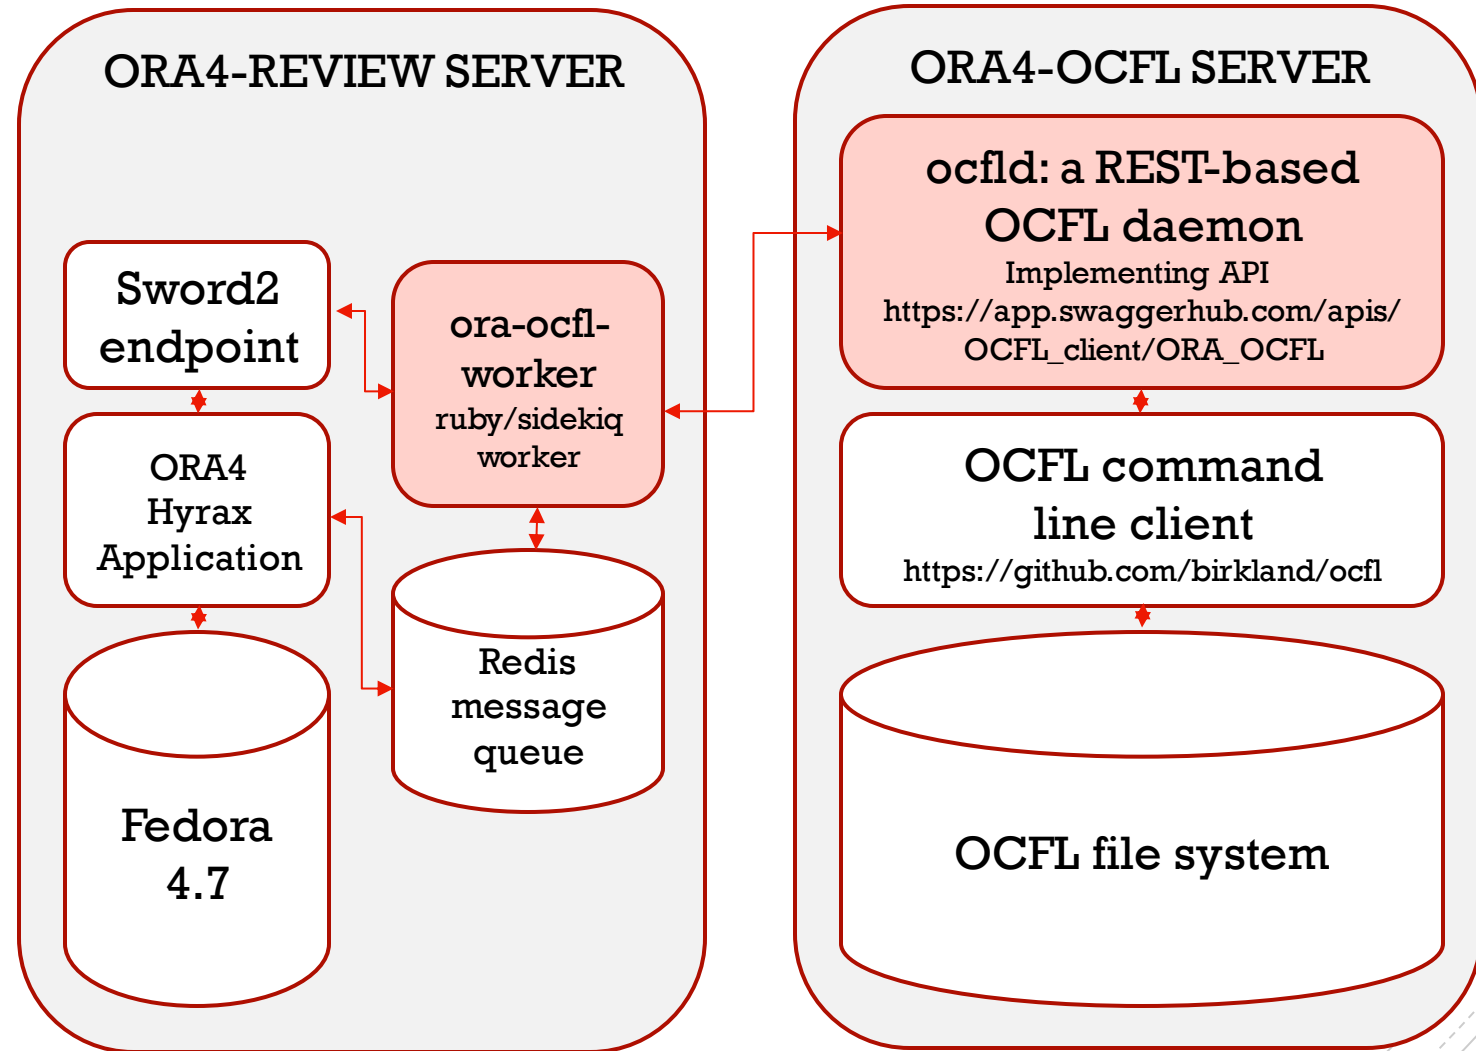 ORA4-REVIEW SERVER
Sword2
endpoint
ORA4
Hyrax
Application
Fedora
4.7
ora-ocfl-
worker
ruby/sidekiq
worker
Redis
message
queue
ORA4-OCFL SERVER
ocfld: a REST-based
OCFL daemon
Implementing API
https://app.swaggerhub.com/apis/
OCFL_client/ORA_OCFL
OCFL command
line client
https://github.com/birkland/ocfl
OCFL file system